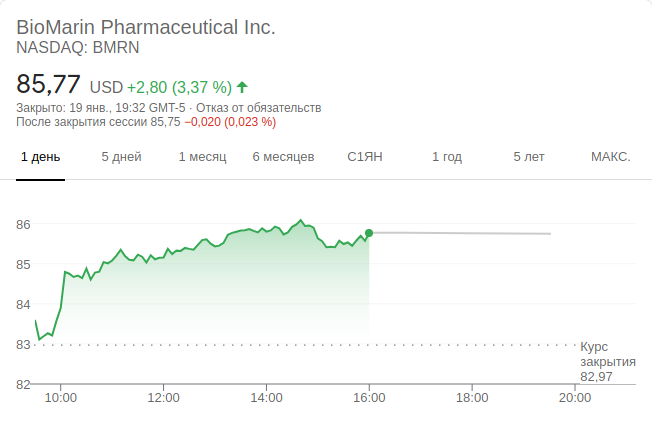 BioMarin Pharmaceutical Inc.
NASDAQ: BMRN
85,77 USD +2,80 (3,37 %)
Закрыто: 19 янв., 19:32 GMT-5 · Отказ от обязательств
После закрытия сессии 85,75 −0,020 (0,023 %)
1 день 5 дней 1 месяц 6 месяцев С1ЯН 1 год 5 лет МАКС.
86
85
84
83
82
Курс
закрытия
82,97
10:00 12:00 14:00 16:00 18:00 20:00